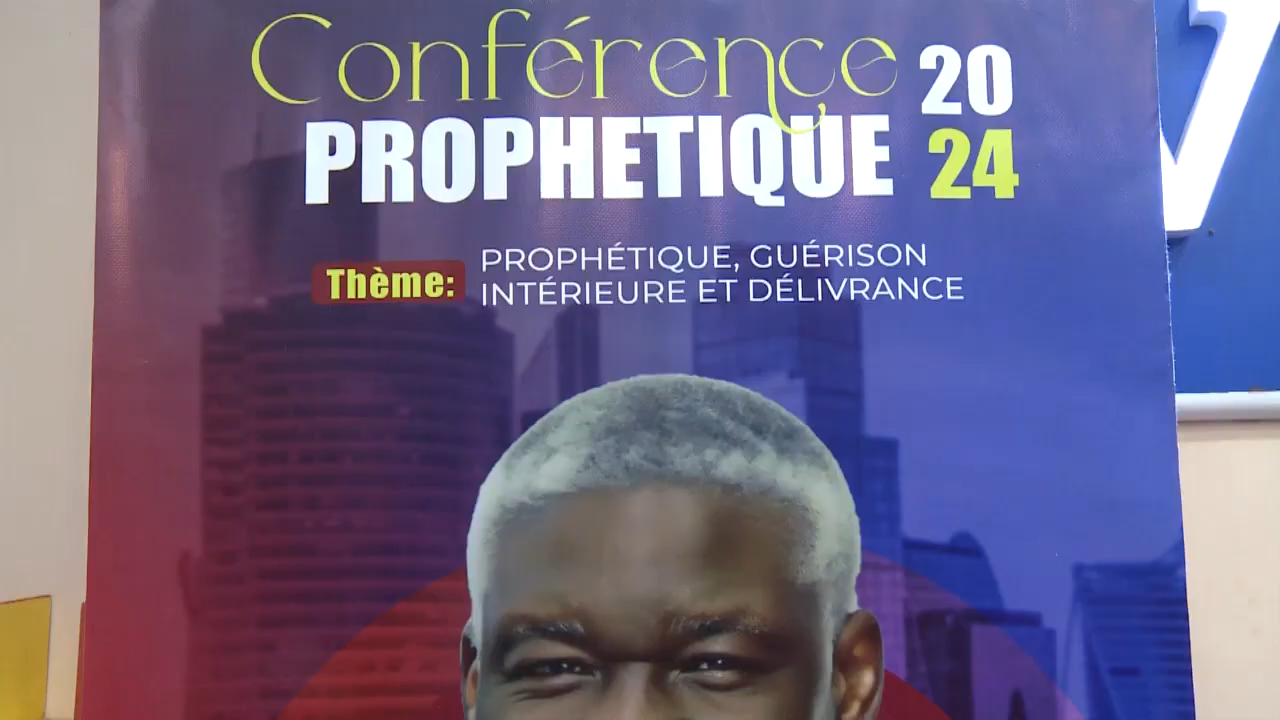 Conférence 20
PROPHETIQUE 24
Thème: PROPHÉTIQUE, GUÉRISON
INTÉRIEURE ET DÉLIVRANCE